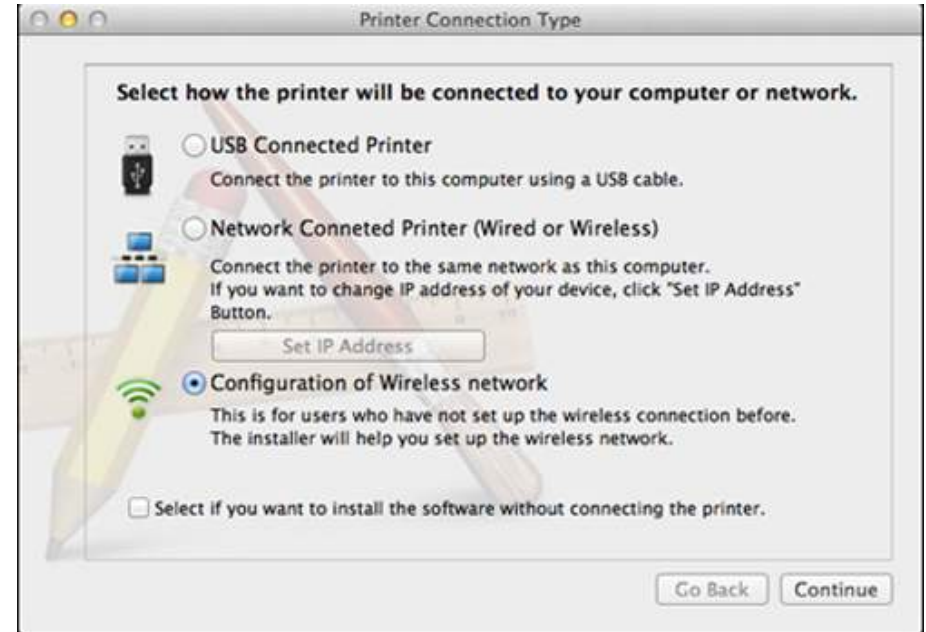 Printer Connection Type
Select how the printer will be connected to your computer or network.
USB Connected Printer
Connect the printer to this computer using a USB cable.
Network Conneted Printer (Wired or Wireless)
Connect the printer to the same network as this computer.
If you want to change IP address of your device, click "Set IP Address"
Button.
Set IP Address
Configuration of Wireless network
This is for users who have not set up the wireless connection before.
The installer will help you set up the wireless network.
Select if you want to install the software without connecting the printer.
Go Back
Continue